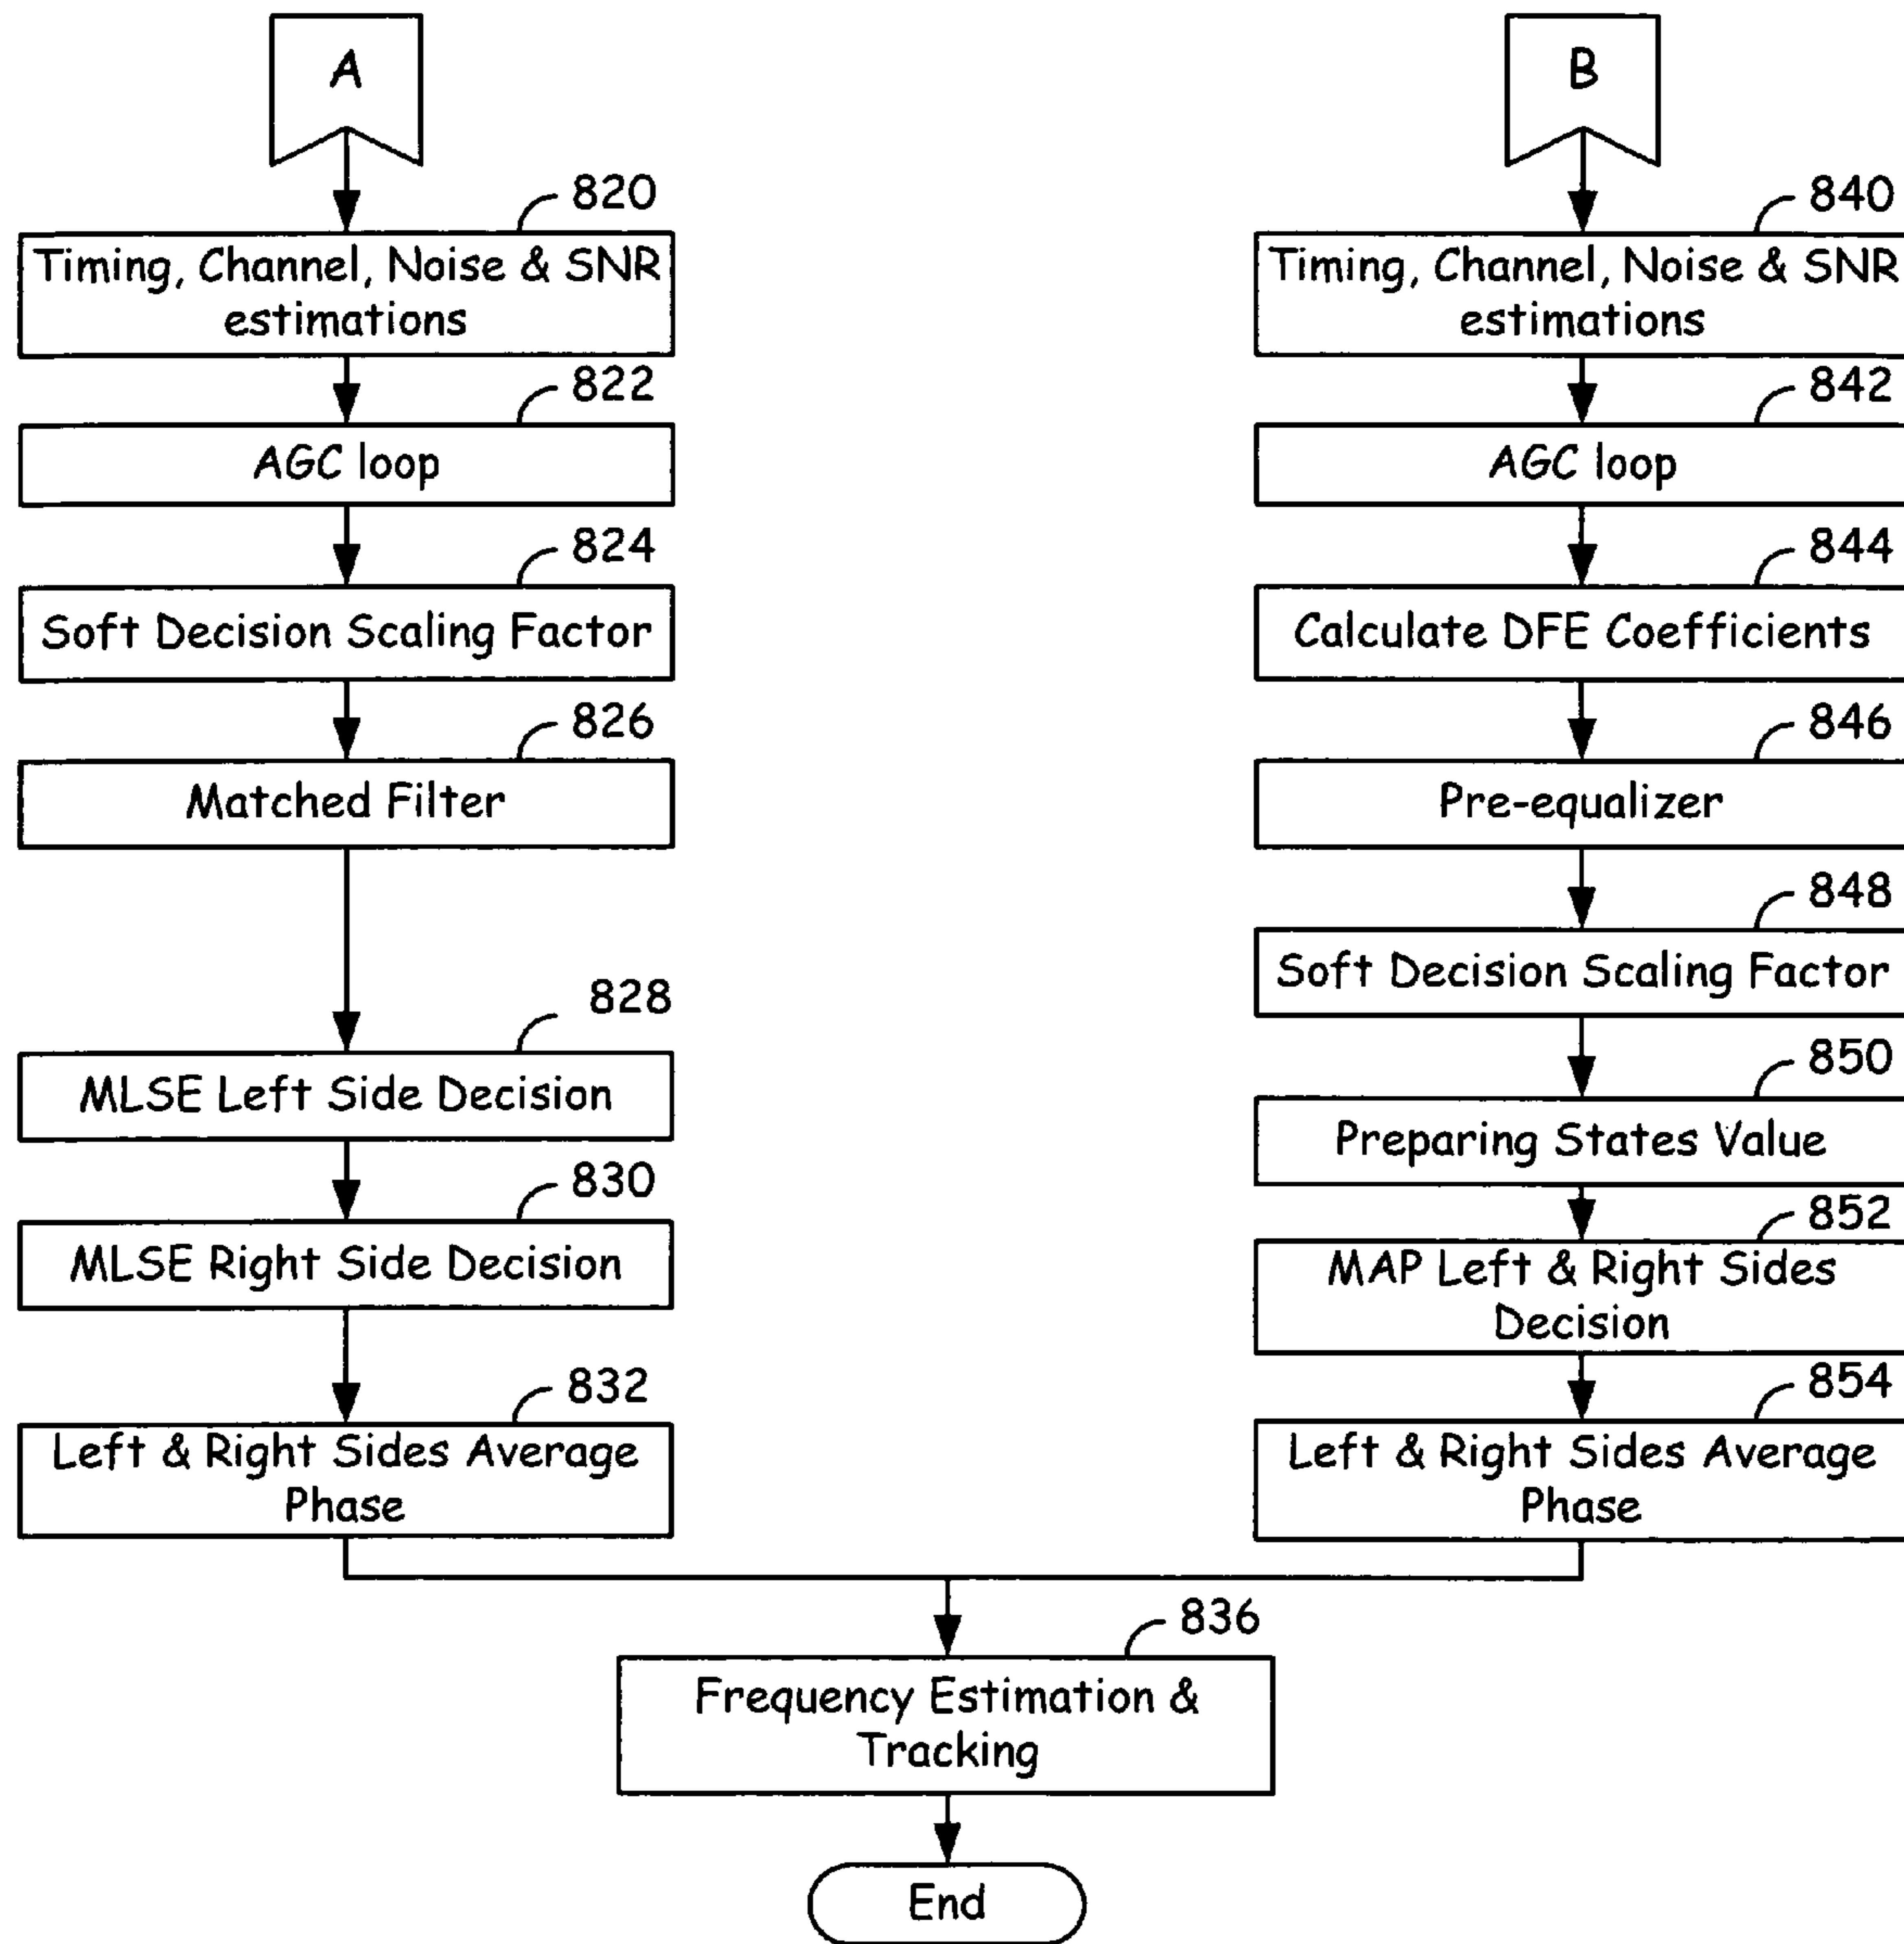 A
820
Timing, Channel, Noise & SNR
estimations
822
AGC loop
824
Soft Decision Scaling Factor
826
Matched Filter
828
MLSE Left Side Decision
830
MLSE Right Side Decision
832
Left & Right Sides Average
Phase
B
840
Timing, Channel, Noise & SNR
estimations
842
AGC loop
844
Calculate DFE Coefficients
846
Pre-equalizer
848
Soft Decision Scaling Factor
850
Preparing States Value
852
MAP Left & Right Sides
Decision
854
Left & Right Sides Average
Phase
836
Frequency Estimation &
Tracking
End